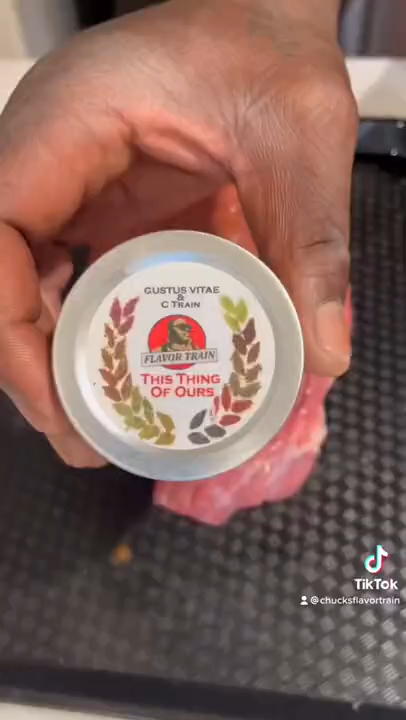 GUSTUS VITAE
&
C TRAIN
FLAVOR TRAIN
THIS THING
OF OURS
TikTok
@chucksflavortrain